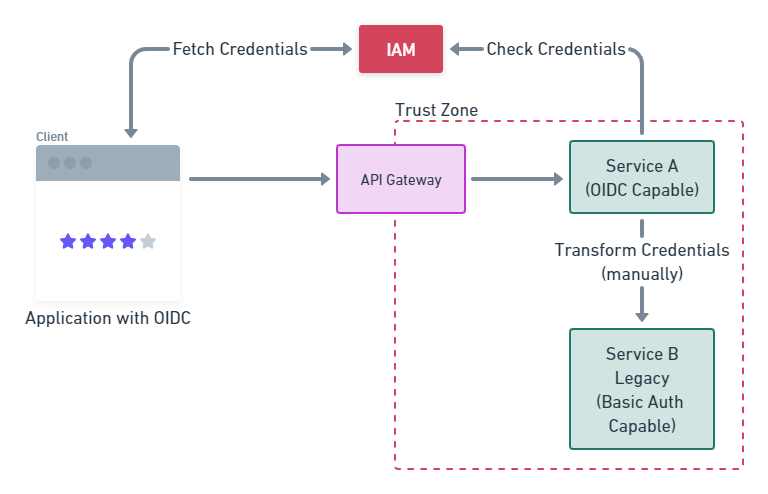 Fetch Credentials
IAM
Check Credentials
Trust Zone
Client
API Gateway
Service A
(OIDC Capable)
Transform Credentials
(manually)
Application with OIDC
Service B
Legacy
(Basic Auth
Capable)